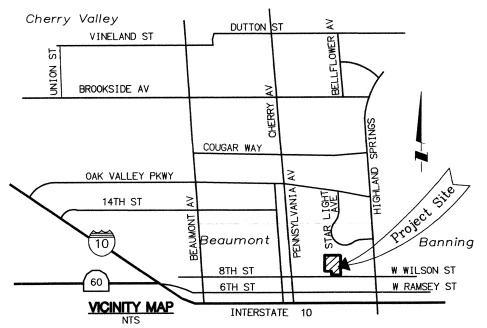 Cherry Valley
DUTTON ST
VINELAND ST
UNION ST
BELLFLOWER AV
BROOKSIDE AV
CHERRY AV
COUGAR WAY
HIGHLAND SPRINGS
OAK VALLEY PKWY
14TH ST
BEAUMONT AV
PENNSYLVANIA AV
STAR LIGHT AVE
Project Site
10
Beaumont
Banning
8TH ST
W WILSON ST
60
6TH ST
W RAMSEY ST
VICINITY MAP
NTS
INTERSTATE 10